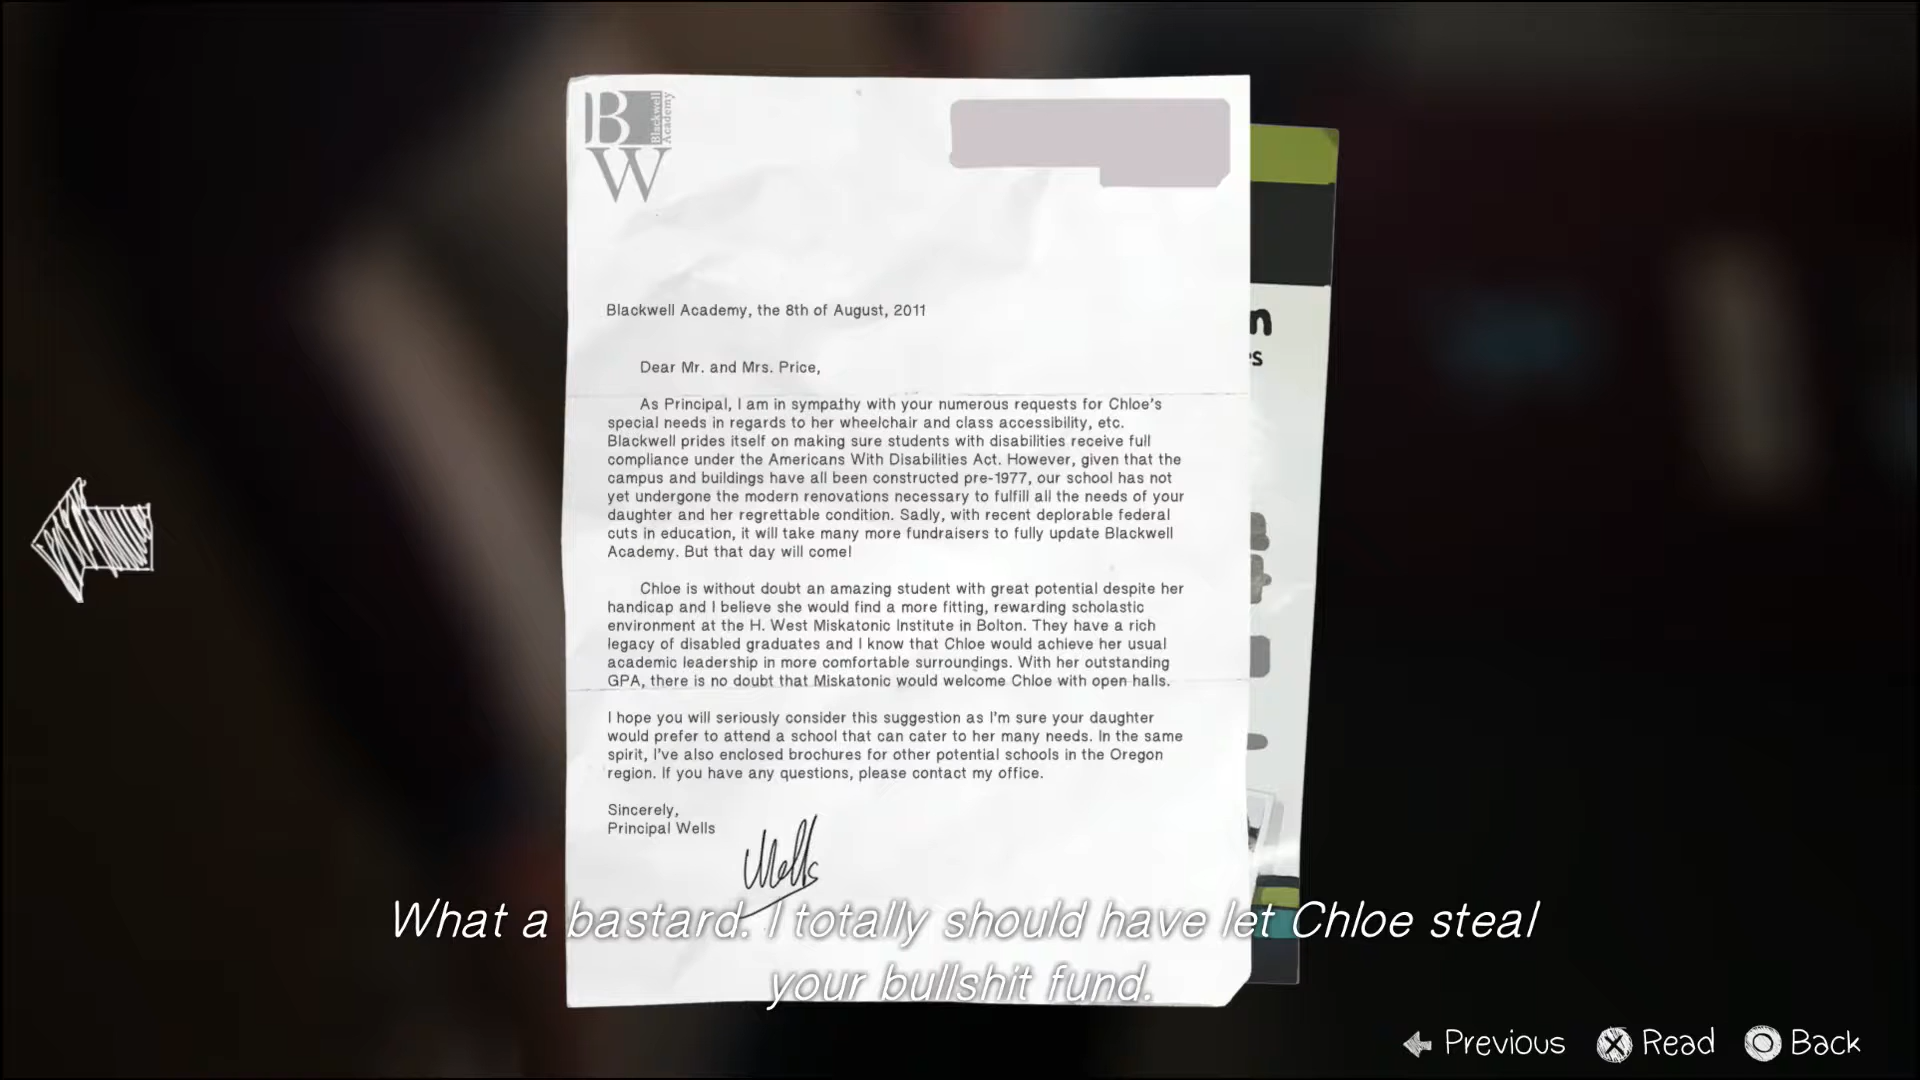 B
Blackwell
Academy
W
Blackwell Academy, the 8th of August, 2011
Dear Mr. and Mrs. Price,
As Principal, I am in sympathy with your numerous requests for Chloe's
special needs in regards to her wheelchair and class accessibility, etc.
Blackwell prides itself on making sure students with disabilities receive full
compliance under the Americans With Disabilities Act. However, given that the
campus and buildings have all been constructed pre-1977, our school has not
yet undergone the modern renovations necessary to fulfill all the needs of your
daughter and her regrettable condition. Sadly, with recent deplorable federal
cuts in education, it will take many more fundraisers to fully update Blackwell
Academy. But that day will come!
Chloe is without doubt an amazing student with great potential despite her
handicap and I believe she would find a more fitting, rewarding scholastic
environment at the H. West Miskatonic Institute in Bolton. They have a rich
legacy of disabled graduates and I know that Chloe would achieve her usual
academic leadership in more comfortable surroundings. With her outstanding
GPA, there is no doubt that Miskatonic would welcome Chloe with open halls.
I hope you will seriously consider this suggestion as I'm sure your daughter
would prefer to attend a school that can cater to her many needs. In the same
spirit, I've also enclosed brochures for other potential schools in the Oregon
region. If you have any questions, please contact my office.
Sincerely,
Principal Wells
Wells
What a bastard. I totally should have let Chloe steal
your bullshit fund.
Previous
Read
Back